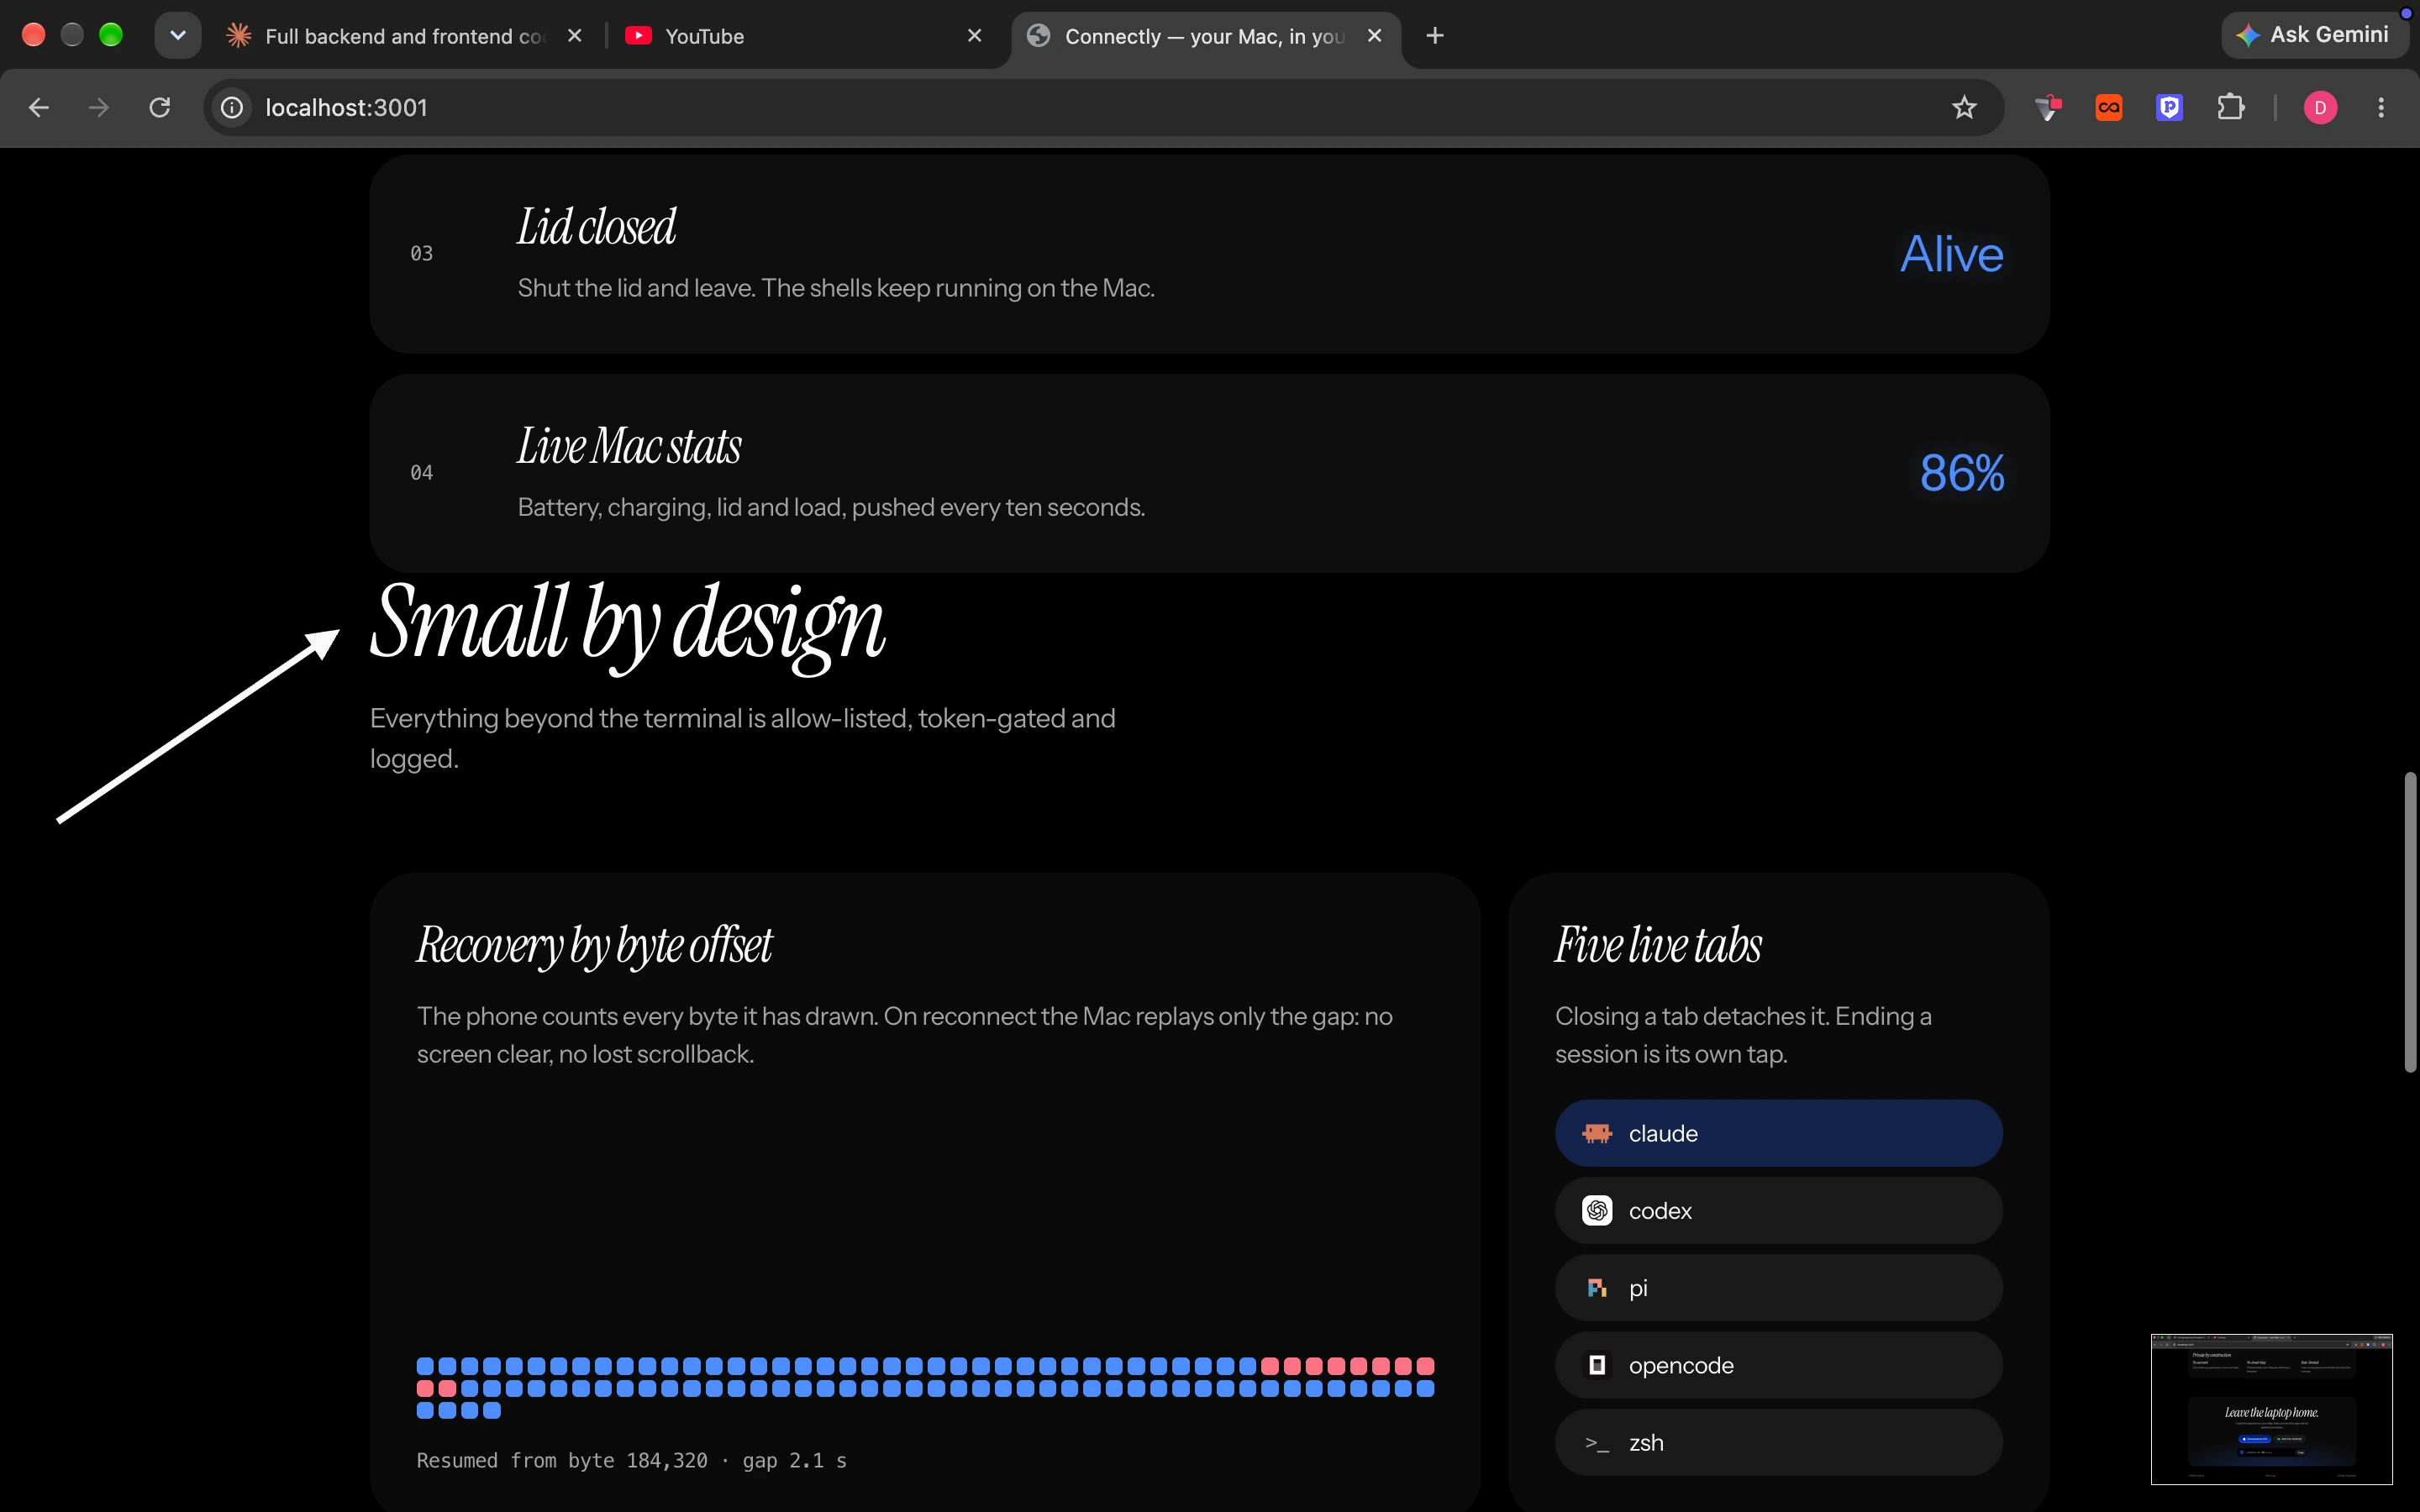 Full backend and frontend co
YouTube
Connectly — your Mac, in you
Ask Gemini
localhost:3001
D
03
Lid closed
Shut the lid and leave. The shells keep running on the Mac.
Alive
04
Live Mac stats
Battery, charging, lid and load, pushed every ten seconds.
86%
Small by design
Everything beyond the terminal is allow-listed, token-gated and
logged.
Recovery by byte offset
The phone counts every byte it has drawn. On reconnect the Mac replays only the gap: no
screen clear, no lost scrollback.
Resumed from byte 184,320 · gap 2.1 s
Five live tabs
Closing a tab detaches it. Ending a
session is its own tap.
claude
codex
pi
opencode
>_ zsh
Leave the laptop home.